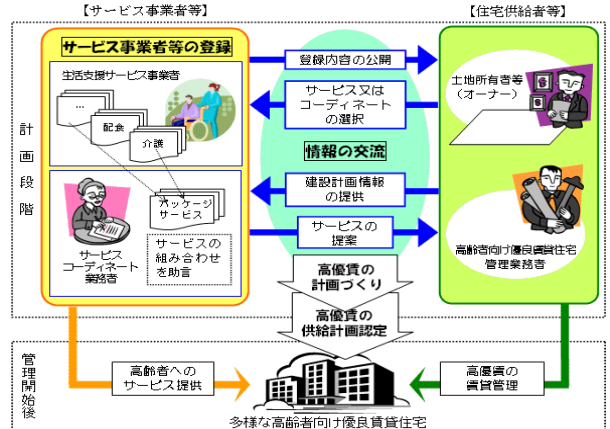 【サービス事業者等】
【住宅供給者等】
計画段階
サービス事業者等の登録
生活支援サービス事業者
…
配食
介護
パッケージ
サービス
サービス
コーディネート
業務者
サービスの
組み合わせ
を助言
登録内容の公開
サービス又は
コーディネート
の選択
情報の交流
建設計画情報
の提供
サービスの
提案
高優賃の
計画づくり
高優賃の
供給計画認定
土地所有者等
(オーナー)
高齢者向け優良賃貸住宅
管理業務者
管理開始後
高齢者への
サービス提供
高優賃の
賃貸管理
多様な高齢者向け優良賃貸住宅